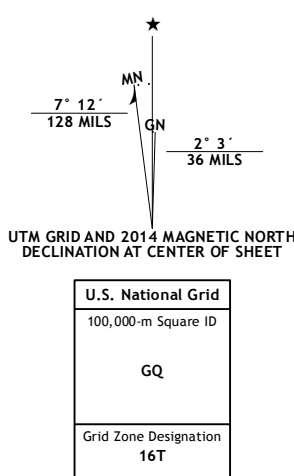 MN
7° 12´
128 MILS
GN
2° 3´
36 MILS
UTM GRID AND 2014 MAGNETIC NORTH
DECLINATION AT CENTER OF SHEET
U.S. National Grid
100,000-m Square ID
GQ
Grid Zone Designation
16T